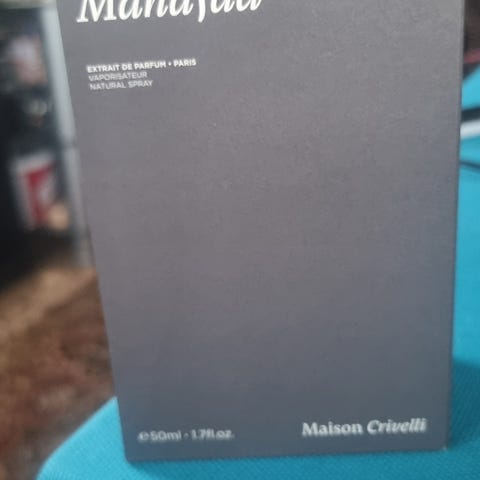 EXTRAIT DE PARFUM • PARIS
VAPORISATEUR
NATURAL SPRAY
℮50ml - 1.7fl.oz.
Maison Crivelli